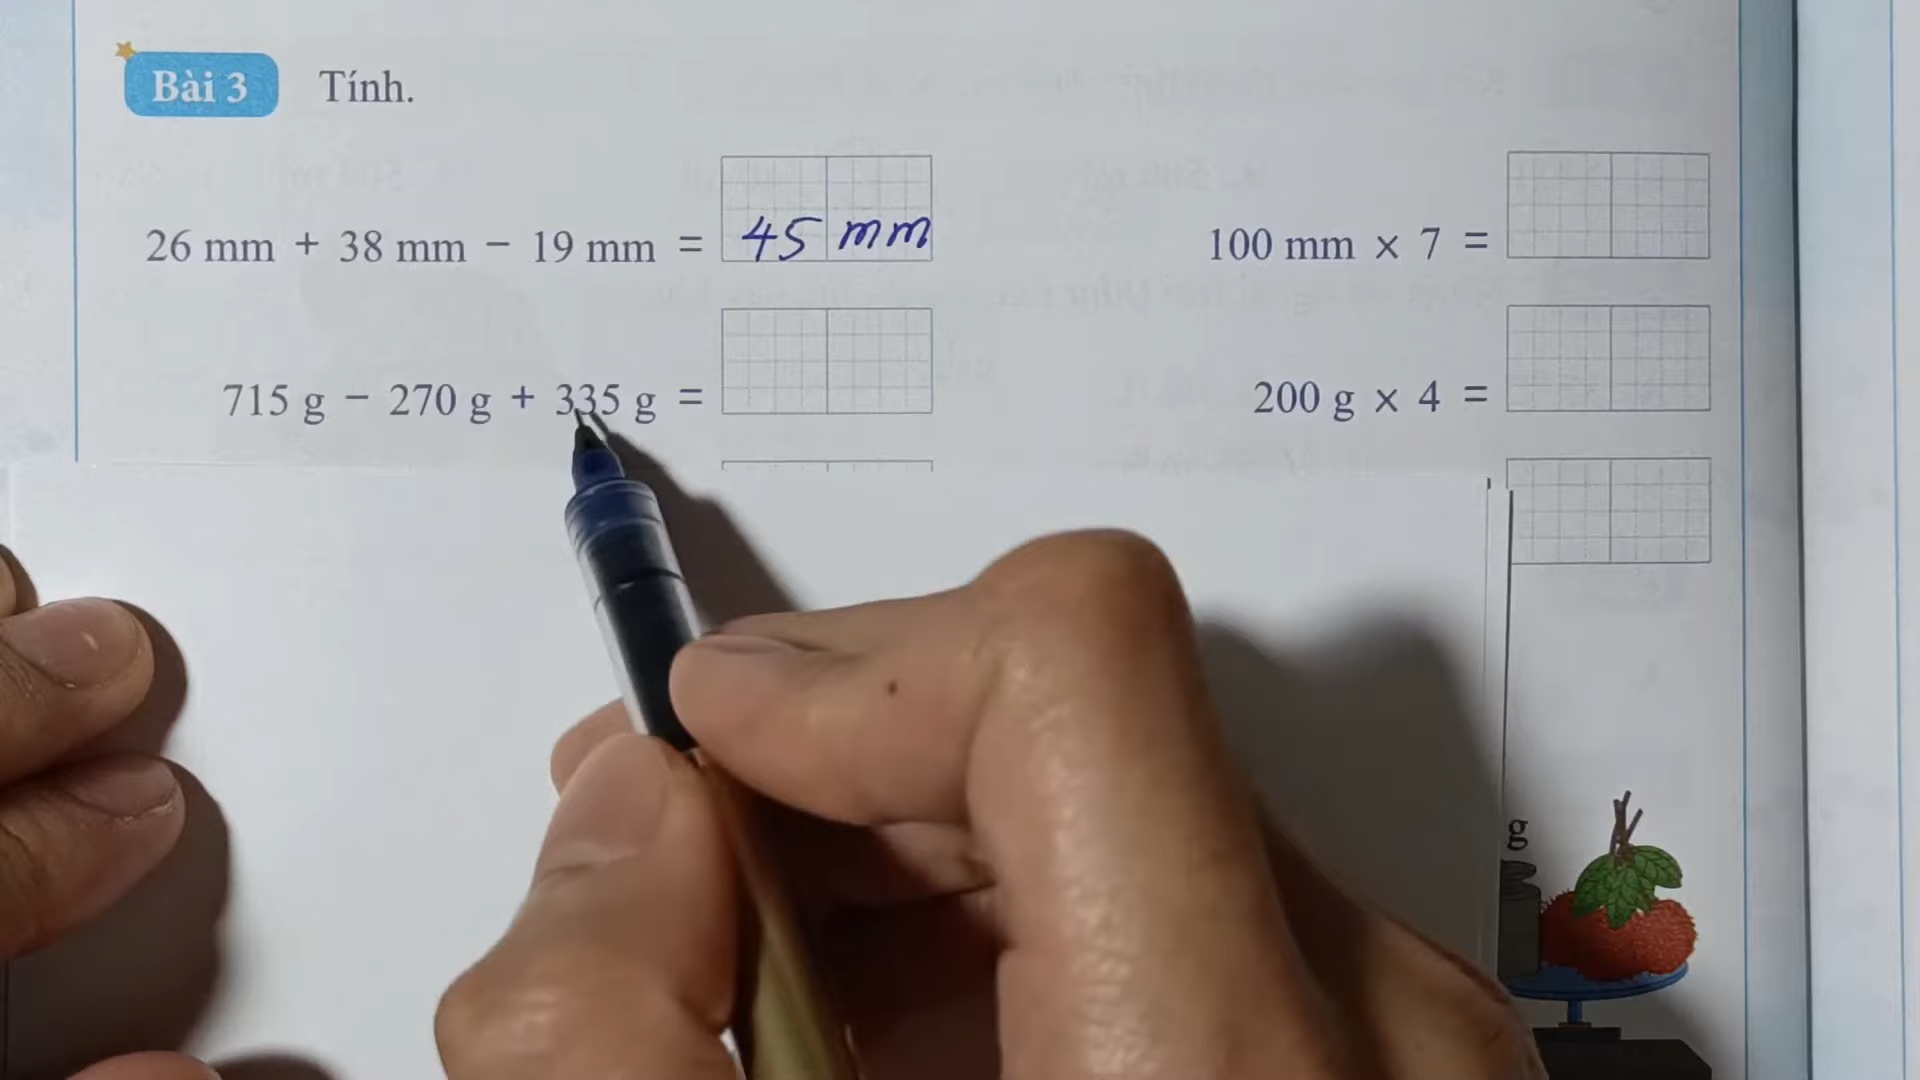 Bài 3 Tính.
26 mm + 38 mm − 19 mm = 45 mm
100 mm × 7 =
715 g − 270 g + 335 g =
200 g × 4 =
g